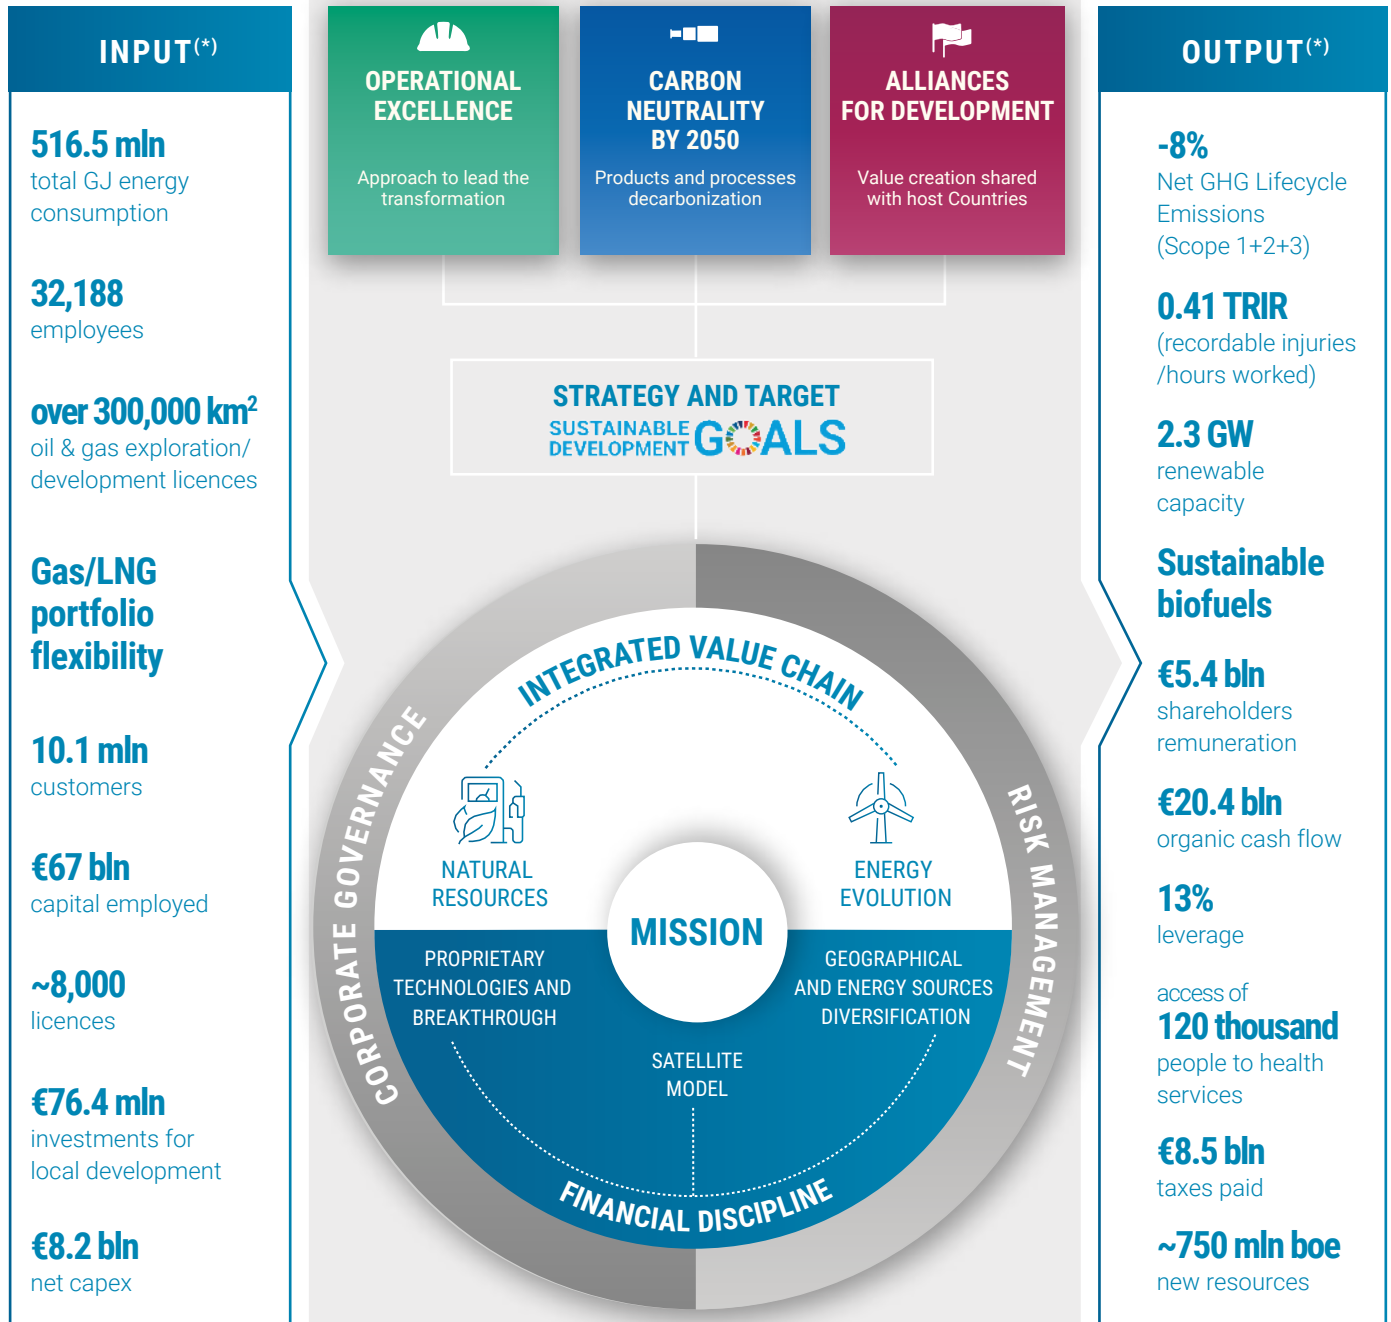 INPUT(*)
516.5 mln
total GJ energy
consumption
32,188
employees
over 300,000 km²
oil & gas exploration/
development licences
Gas/LNG
portfolio
flexibility
10.1 mln
customers
€67 bln
capital employed
~8,000
licences
€76.4 mln
investments for
local development
€8.2 bln
net capex
OPERATIONAL
EXCELLENCE
Approach to lead the
transformation
CARBON
NEUTRALITY
BY 2050
Products and processes
decarbonization
ALLIANCES
FOR DEVELOPMENT
Value creation shared
with host Countries
STRATEGY AND TARGET
SUSTAINABLE
DEVELOPMENT
GOALS
CORPORATE GOVERNANCE
RISK MANAGEMENT
INTEGRATED VALUE CHAIN
NATURAL
RESOURCES
ENERGY
EVOLUTION
MISSION
PROPRIETARY
TECHNOLOGIES AND
BREAKTHROUGH
GEOGRAPHICAL
AND ENERGY SOURCES
DIVERSIFICATION
SATELLITE
MODEL
FINANCIAL DISCIPLINE
OUTPUT(*)
-8%
Net GHG Lifecycle
Emissions
(Scope 1+2+3)
0.41 TRIR
(recordable injuries
/hours worked)
2.3 GW
renewable
capacity
Sustainable
biofuels
€5.4 bln
shareholders
remuneration
€20.4 bln
organic cash flow
13%
leverage
access of
120 thousand
people to health
services
€8.5 bln
taxes paid
~750 mln boe
new resources